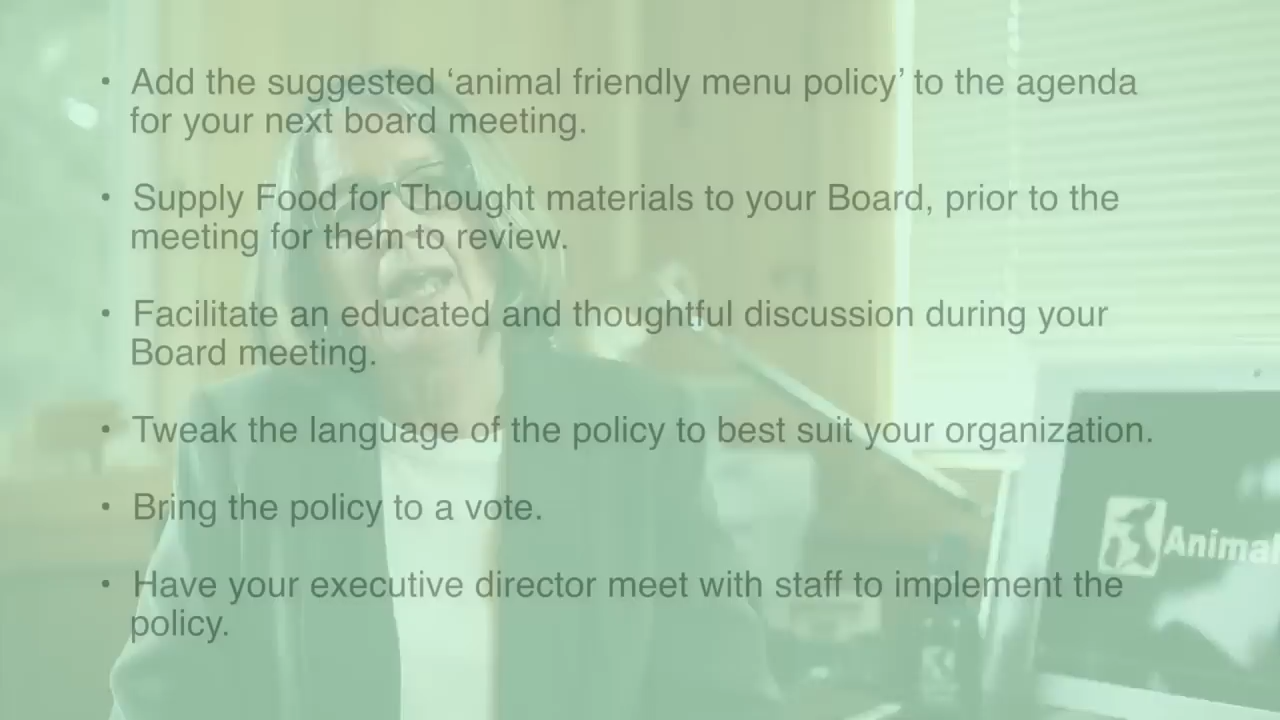 • Add the suggested ‘animal friendly menu policy’ to the agenda
for your next board meeting.
• Supply Food for Thought materials to your Board, prior to the
meeting for them to review.
• Facilitate an educated and thoughtful discussion during your
Board meeting.
• Tweak the language of the policy to best suit your organization.
• Bring the policy to a vote.
• Have your executive director meet with staff to implement the
policy.
Animal